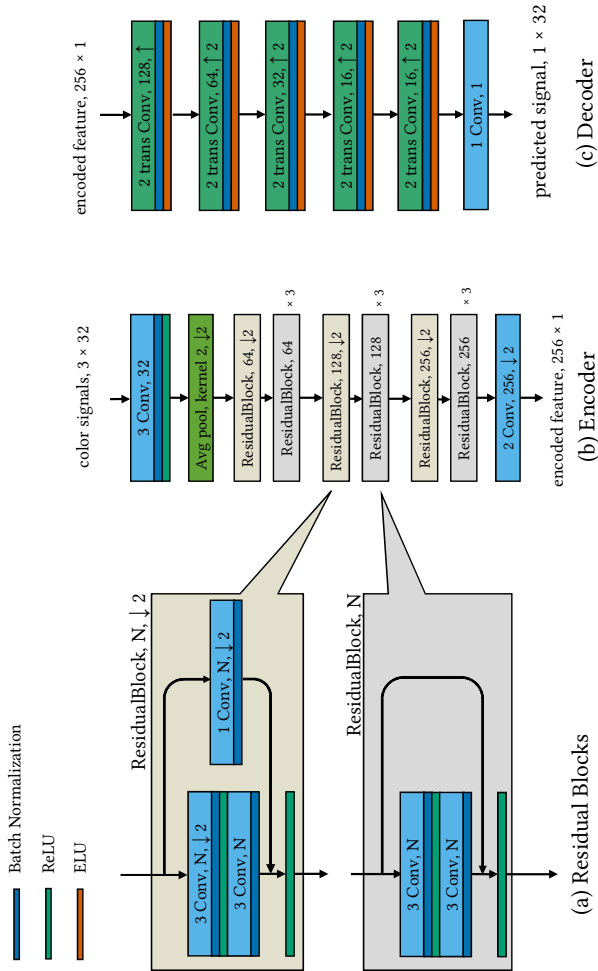 Batch Normalization
ReLU
ELU
ResidualBlock, N, ↓ 2
3 Conv, N, ↓ 2
3 Conv, N
1 Conv, N, ↓ 2
ResidualBlock, N
3 Conv, N
3 Conv, N
(a) Residual Blocks
color signals, 3 × 32
3 Conv, 32
Avg pool, kernel 2, ↓2
ResidualBlock, 64, ↓2
ResidualBlock, 64
× 3
ResidualBlock, 128, ↓2
ResidualBlock, 128
× 3
ResidualBlock, 256, ↓2
ResidualBlock, 256
× 3
2 Conv, 256, ↓ 2
encoded feature, 256 × 1
(b) Encoder
encoded feature, 256 × 1
2 trans Conv, 128, ↑
2 trans Conv, 64, ↑2
2 trans Conv, 32, ↑2
2 trans Conv, 16, ↑2
2 trans Conv, 16, ↑2
1 Conv, 1
predicted signal, 1 × 32
(c) Decoder